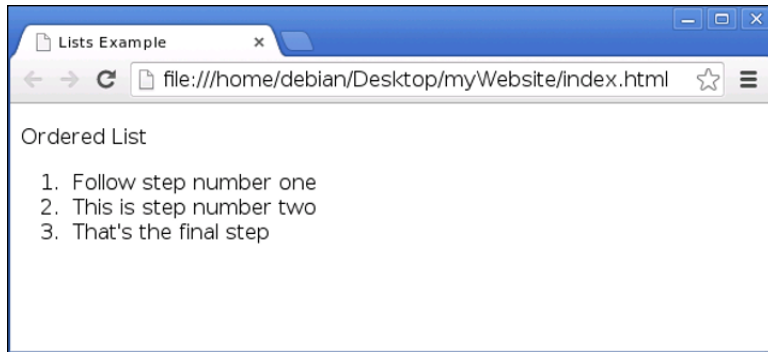 Lists Example
file:///home/debian/Desktop/myWebsite/index.html
Ordered List
1. Follow step number one
2. This is step number two
3. That's the final step